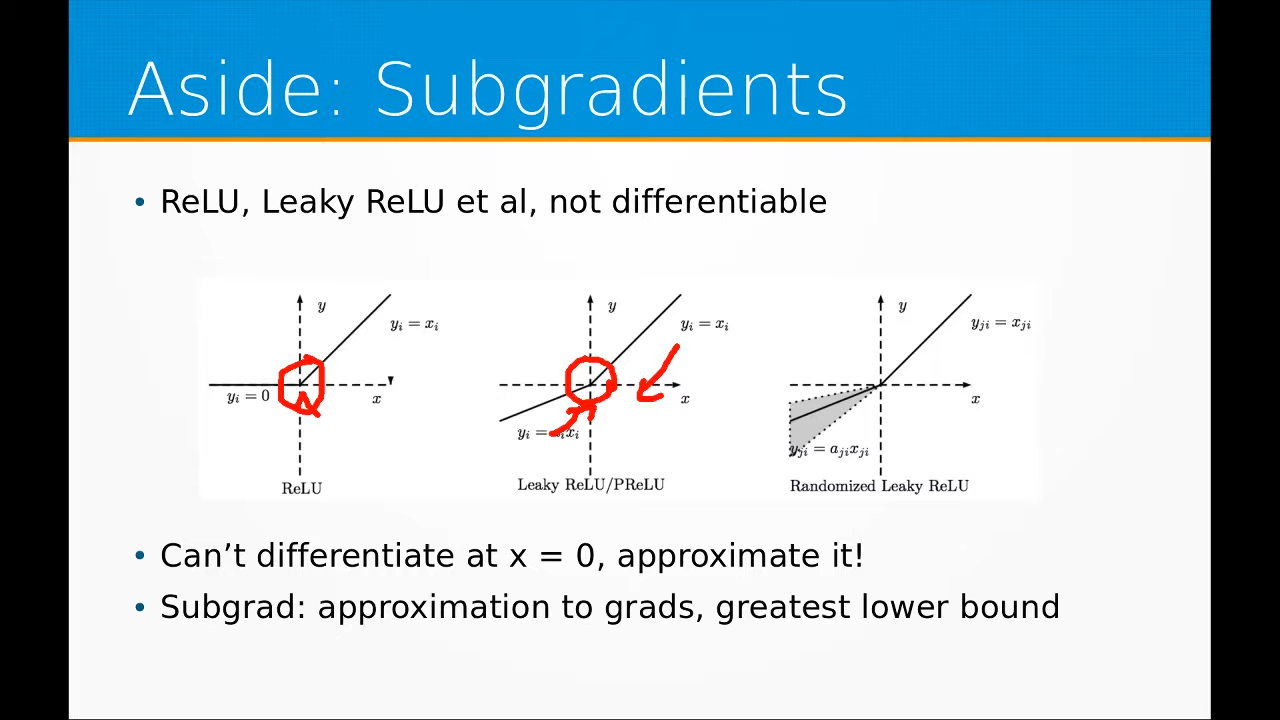 Aside: Subgradients
• ReLU, Leaky ReLU et al, not differentiable
y y y
yᵢ = xᵢ yᵢ = xᵢ yⱼᵢ = xⱼᵢ
yᵢ = 0 x x x
yᵢ = xᵢ yⱼᵢ = aⱼᵢxⱼᵢ
ReLU Leaky ReLU/PReLU Randomized Leaky ReLU
• Can’t differentiate at x = 0, approximate it!
• Subgrad: approximation to grads, greatest lower bound